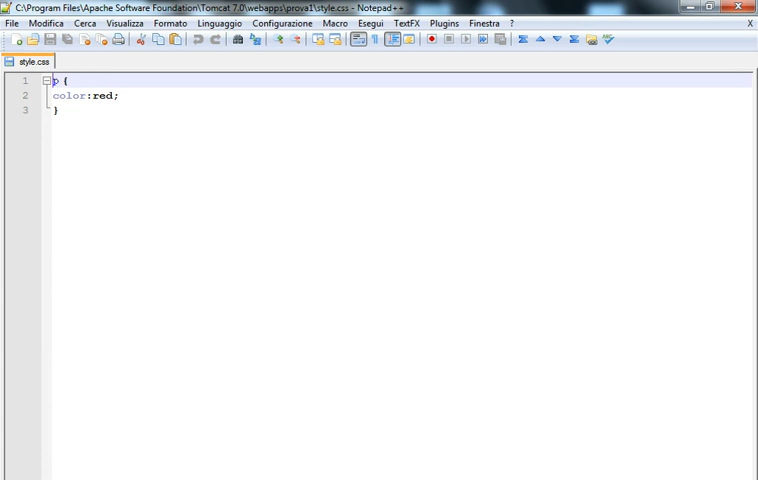 C:\Program Files\Apache Software Foundation\Tomcat 7.0\webapps\prova1\style.css - Notepad++
File Modifica Cerca Visualizza Formato Linguaggio Configurazione Macro Esegui TextFX Plugins Finestra ? X
style.css
1 p {
2 color:red;
3 }